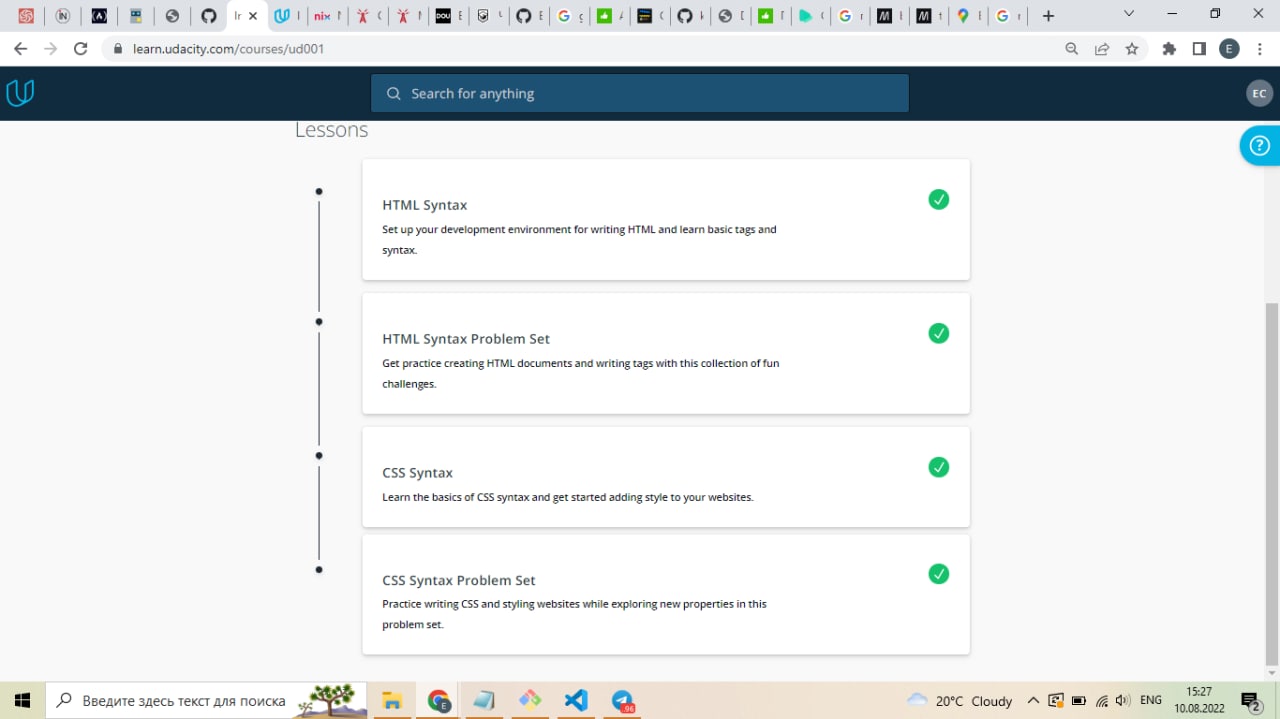 Ir
learn.udacity.com/courses/ud001
E
Search for anything
EC
Lessons
HTML Syntax
Set up your development environment for writing HTML and learn basic tags and
syntax.
HTML Syntax Problem Set
Get practice creating HTML documents and writing tags with this collection of fun
challenges.
CSS Syntax
Learn the basics of CSS syntax and get started adding style to your websites.
CSS Syntax Problem Set
Practice writing CSS and styling websites while exploring new properties in this
problem set.
Введите здесь текст для поиска
E
96
20°C Cloudy
ENG
15:27
10.08.2022
2